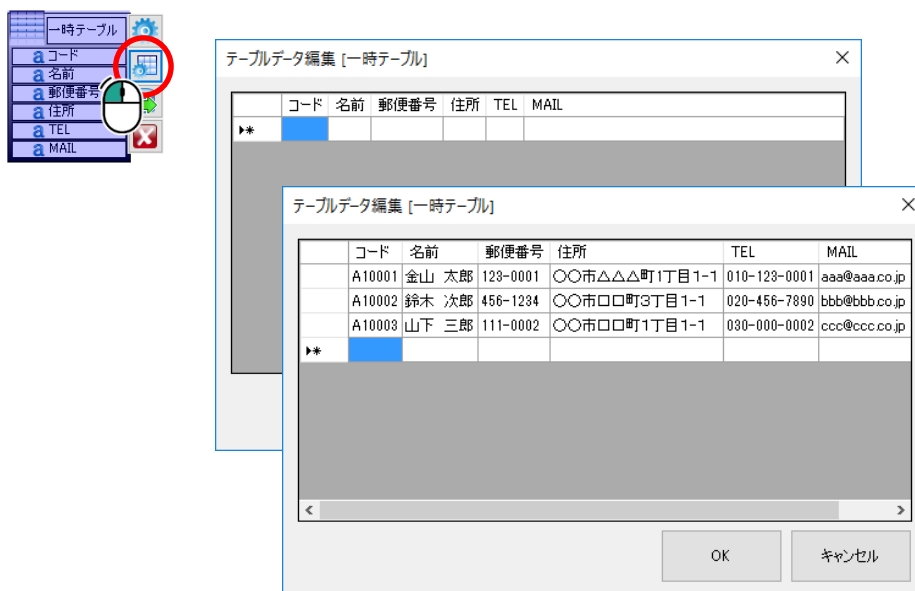 一時テーブル
a コード
a 名前
a 郵便番号
a 住所
a TEL
a MAIL
テーブルデータ編集 [一時テーブル]
コード 名前 郵便番号 住所 TEL MAIL
テーブルデータ編集 [一時テーブル]
コード 名前 郵便番号 住所 TEL MAIL
A10001 金山 太郎 123-0001 〇〇市△△△町1丁目1-1 010-123-0001 aaa@aaa.co.jp
A10002 鈴木 次郎 456-1234 〇〇市口口町3丁目1-1 020-456-7890 bbb@bbb.co.jp
A10003 山下 三郎 111-0002 〇〇市口口町1丁目1-1 030-000-0002 ccc@ccc.co.jp
OK キャンセル